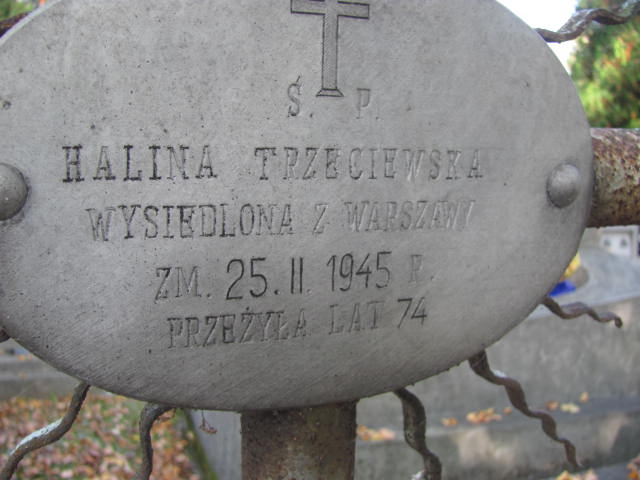 Ś. P.
HALINA TRZECIEWSKA
WYSIEDLONA Z WARSZAWY
ZM. 25. II. 1945 R.
PRZEŻYŁA LAT 74